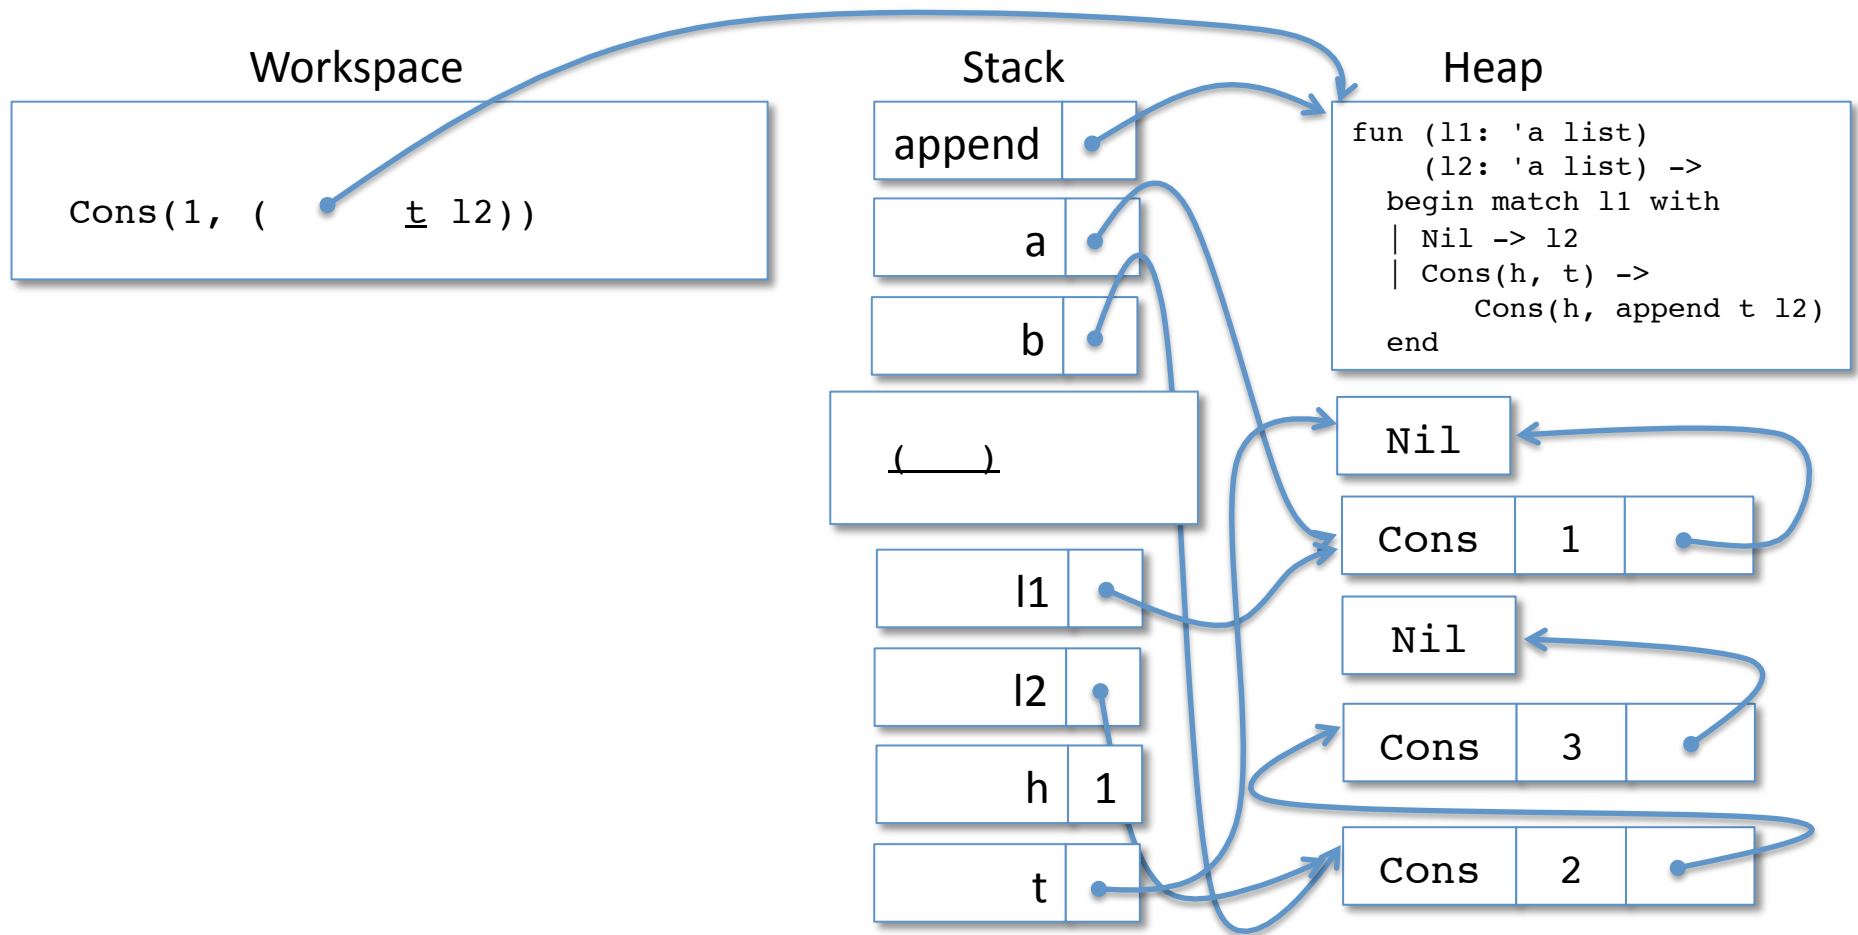 Workspace
Cons(1, (       t l2))
Stack
append
a
b
(    )
l1
l2
h 1
t
Heap
fun (l1: 'a list)
    (l2: 'a list) ->
  begin match l1 with
  | Nil -> l2
  | Cons(h, t) ->
       Cons(h, append t l2)
  end
Nil
Cons 1
Nil
Cons 3
Cons 2